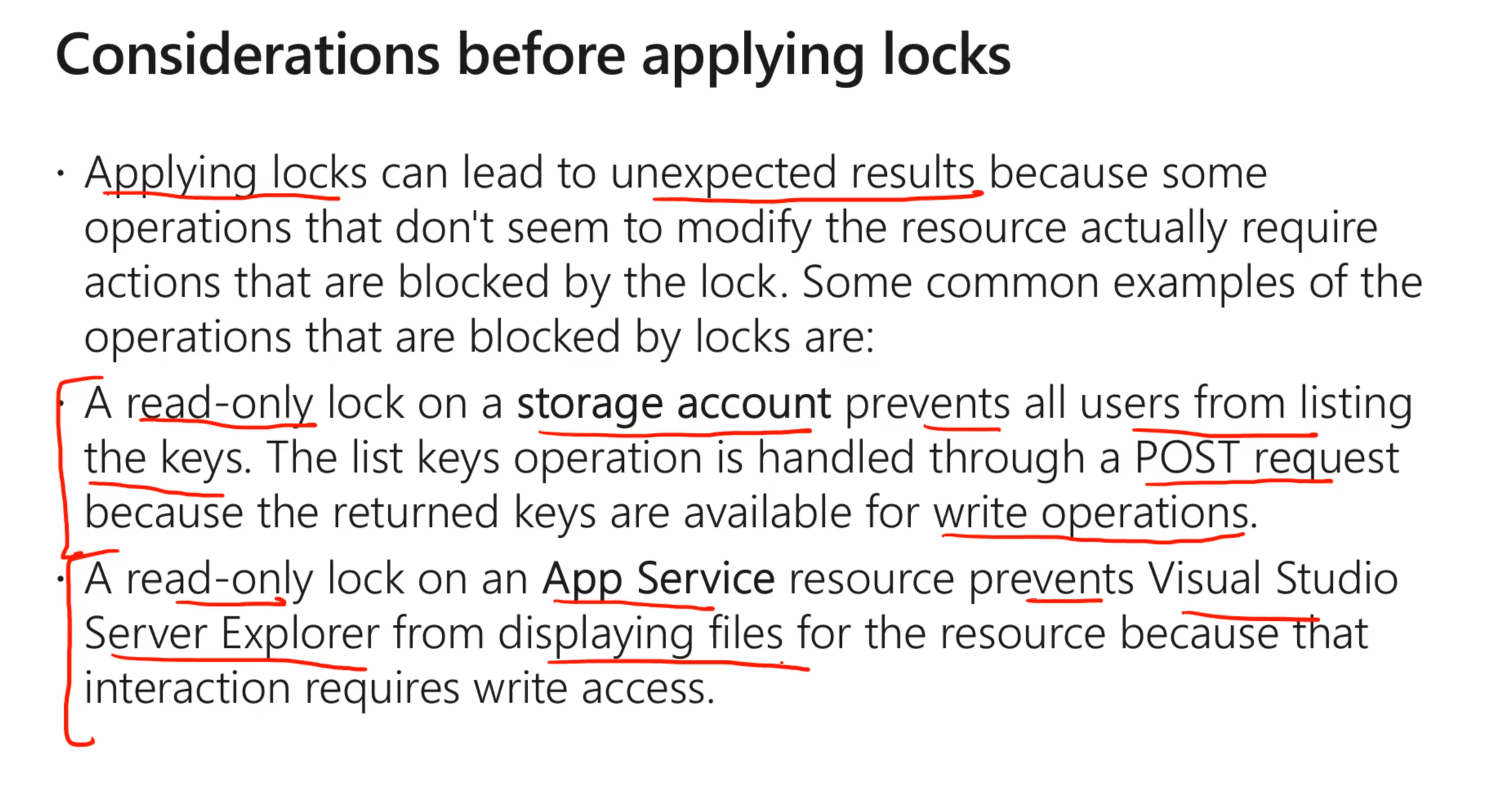 Considerations before applying locks
· Applying locks can lead to unexpected results because some
operations that don't seem to modify the resource actually require
actions that are blocked by the lock. Some common examples of the
operations that are blocked by locks are:
· A read-only lock on a storage account prevents all users from listing
the keys. The list keys operation is handled through a POST request
because the returned keys are available for write operations.
· A read-only lock on an App Service resource prevents Visual Studio
Server Explorer from displaying files for the resource because that
interaction requires write access.